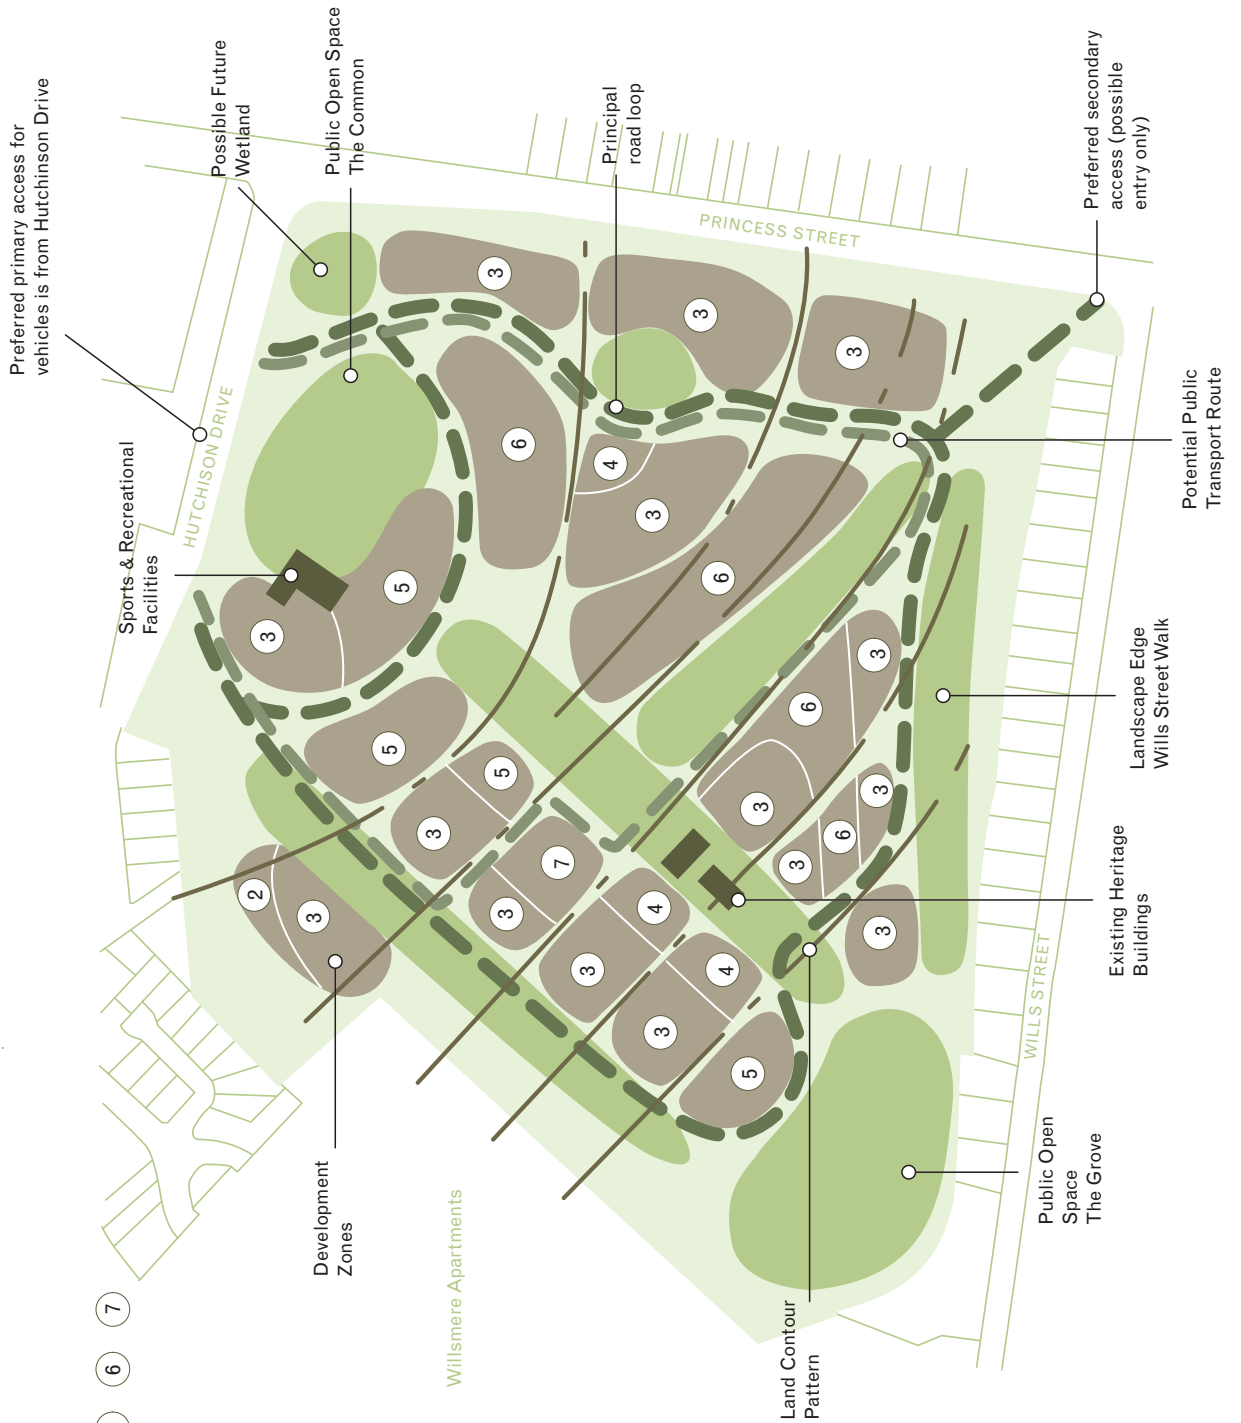 Preferred primary access for
vehicles is from Hutchinson Drive
Possible Future
Wetland
Public Open Space
The Common
Principal
road loop
Preferred secondary
access (possible
entry only)
PRINCESS STREET
HUTCHISON DRIVE
Sports & Recreational
Facilities
Potential Public
Transport Route
Landscape Edge
Wills Street Walk
Existing Heritage
Buildings
WILLS STREET
Public Open
Space
The Grove
Land Contour
Pattern
Development
Zones
Willsmere Apartments
3
3
3
6
4
3
6
3
5
5
5
3
7
3
2
3
3
4
3
4
5
3
6
3
3
6
3
3
6
7